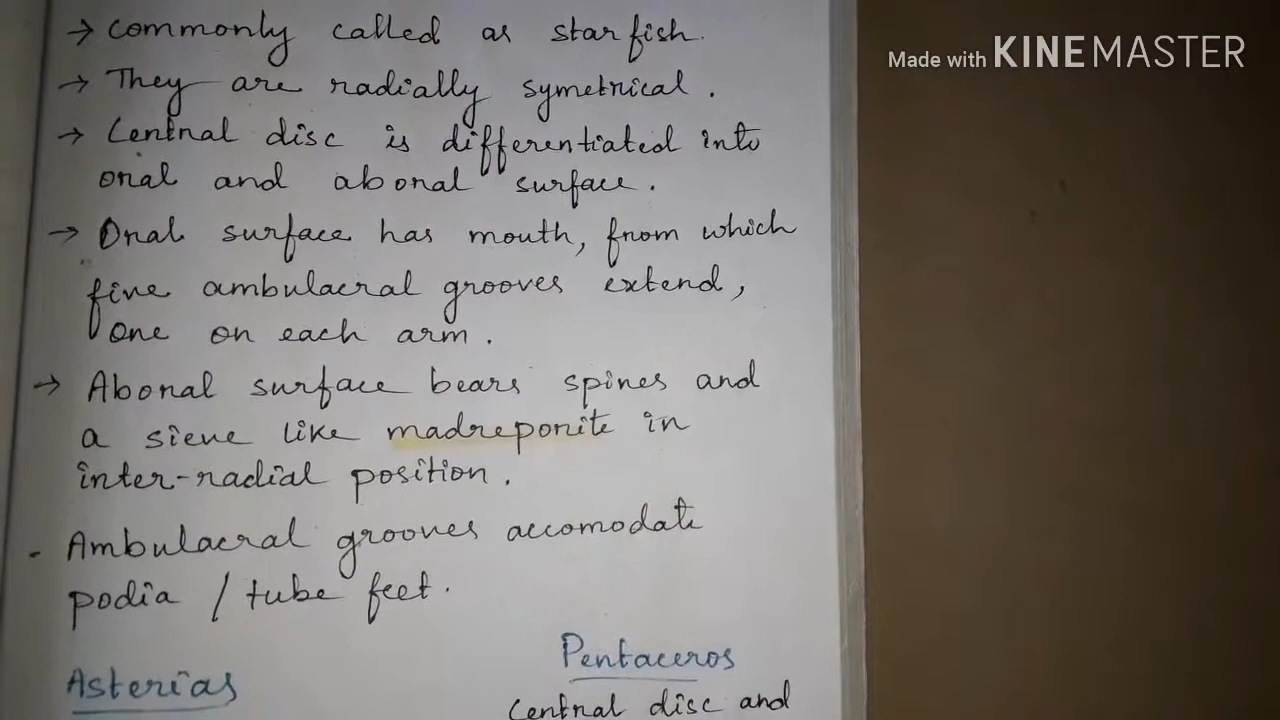 → Commonly called as starfish.
→ They are radially symetrical.
→ Central disc is differentiated into
oral and aboral surface.
→ Oral surface has mouth, from which
five ambulacral grooves extend,
one on each arm.
→ Aboral surface bears spines and
a sieve like madreporite in
inter-radial position.
- Ambulacral grooves accomodate
podia / tube feet.
Asterias
Pentaceros
Central disc and
Made with KINEMASTER